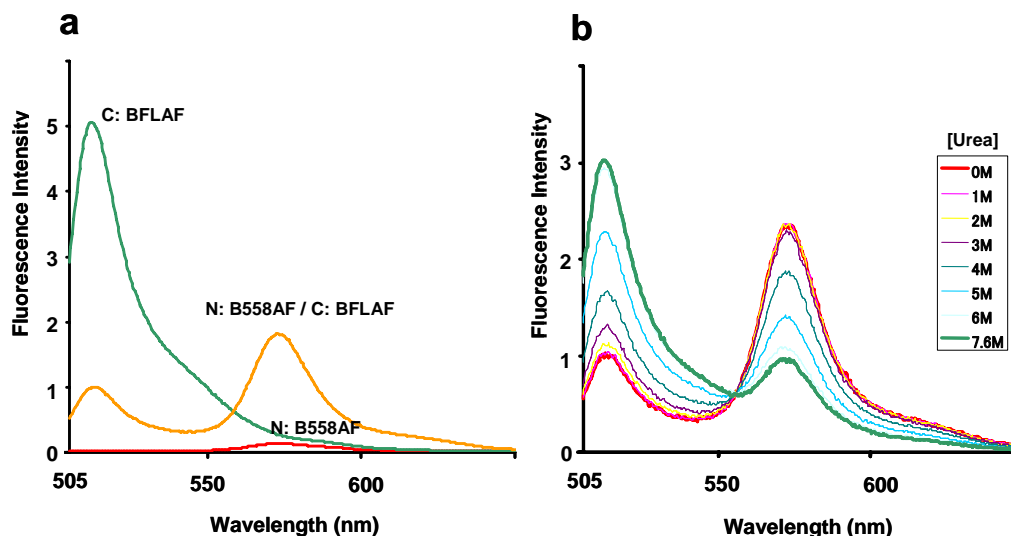 a
Fluorescence Intensity
5
4
3
2
1
0
C: BFLAF
N: B558AF / C: BFLAF
N: B558AF
505 550 600
Wavelength (nm)
b
Fluorescence Intensity
3
2
1
0
[Urea]
0M
1M
2M
3M
4M
5M
6M
7.6M
505 550 600
Wavelength (nm)